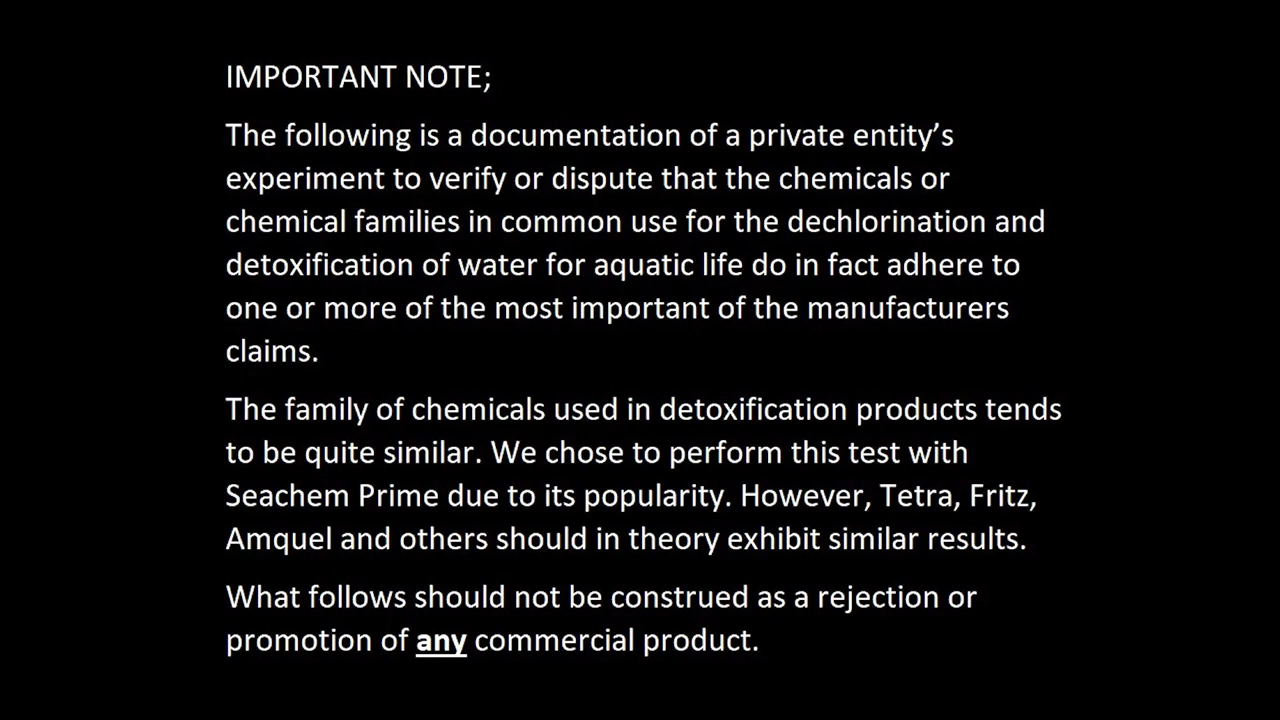 IMPORTANT NOTE;
The following is a documentation of a private entity’s
experiment to verify or dispute that the chemicals or
chemical families in common use for the dechlorination and
detoxification of water for aquatic life do in fact adhere to
one or more of the most important of the manufacturers
claims.
The family of chemicals used in detoxification products tends
to be quite similar. We chose to perform this test with
Seachem Prime due to its popularity. However, Tetra, Fritz,
Amquel and others should in theory exhibit similar results.
What follows should not be construed as a rejection or
promotion of any commercial product.